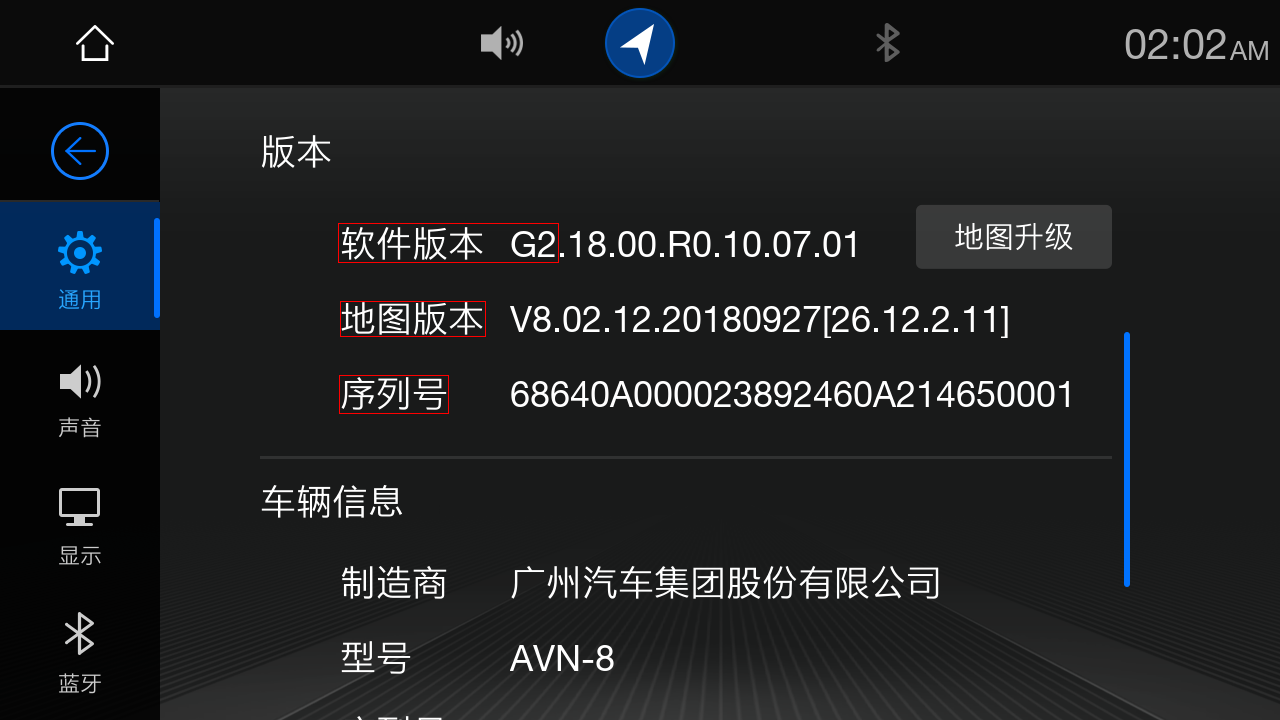 02:02 AM
版本
软件版本 G2.18.00.R0.10.07.01
地图升级
地图版本 V8.02.12.20180927[26.12.2.11]
序列号 68640A000023892460A214650001
车辆信息
制造商 广州汽车集团股份有限公司
型号 AVN-8
通用
声音
显示
蓝牙